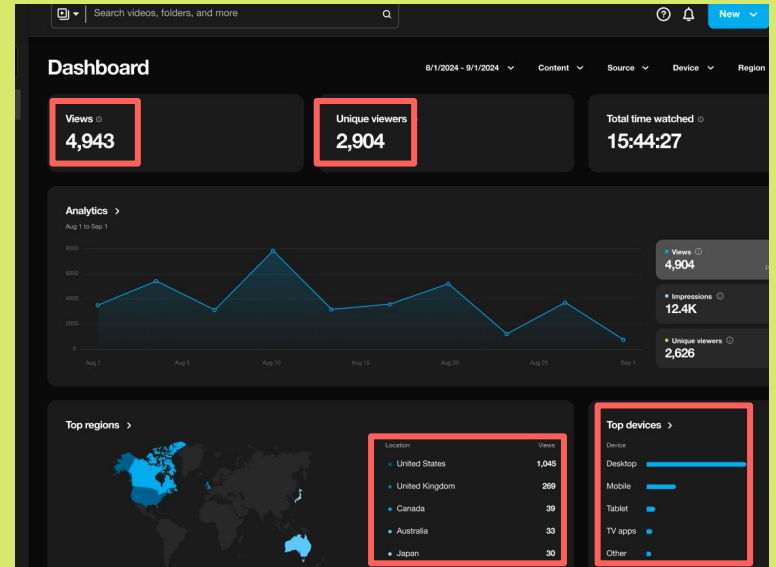 Search videos, folders, and more
New
Dashboard
8/1/2024 - 9/1/2024
Content
Source
Device
Region
Views
4,943
Unique viewers
2,904
Total time watched
15:44:27
Analytics >
Aug 1 to Sep 1
8000
6000
4000
2000
0
Aug 1
Aug 5
Aug 10
Aug 15
Aug 20
Aug 25
Sep 1
Views
4,904
Impressions
12.4K
Unique viewers
2,626
Top regions >
Location Views
United States 1,045
United Kingdom 269
Canada 39
Australia 33
Japan 30
Top devices >
Device
Desktop
Mobile
Tablet
TV apps
Other